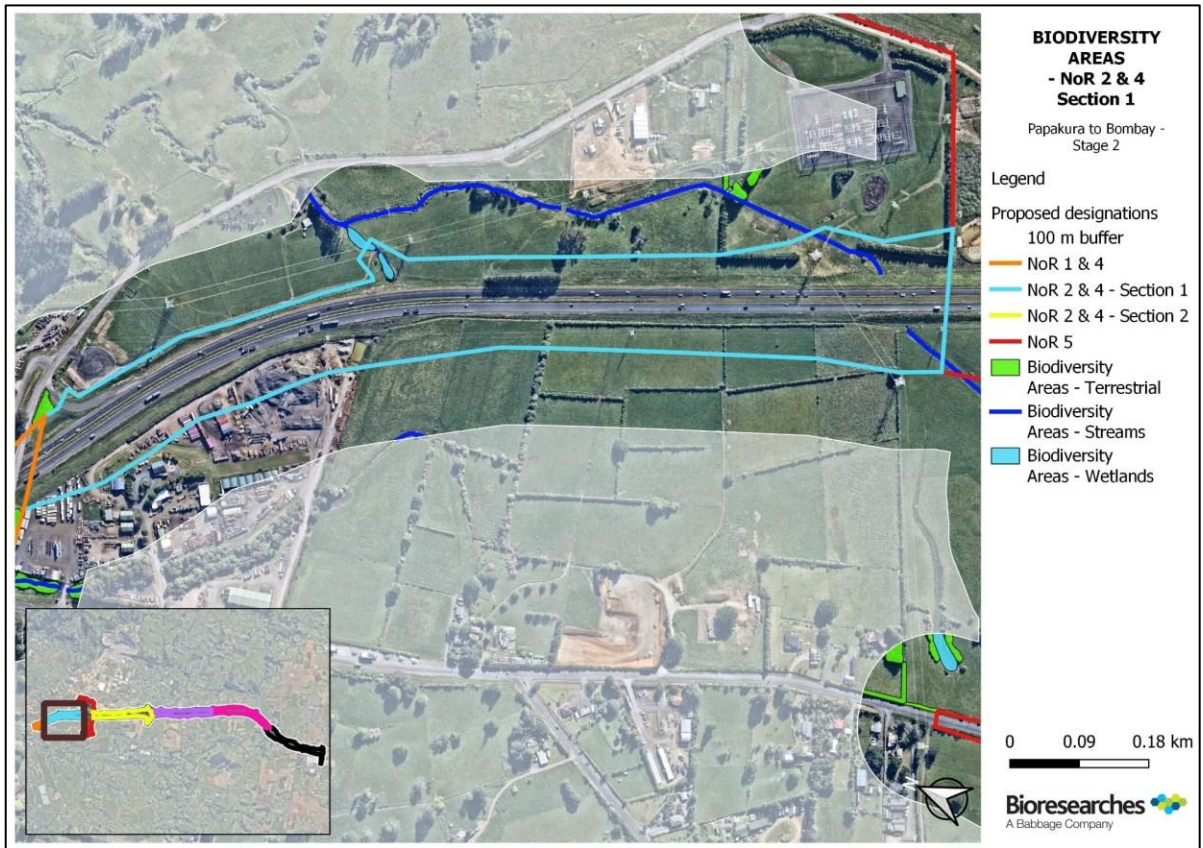 BIODIVERSITY
AREAS
- NoR 2 & 4
Section 1
Papakura to Bombay -
Stage 2
Legend
Proposed designations
100 m buffer
NoR 1 & 4
NoR 2 & 4 - Section 1
NoR 2 & 4 - Section 2
NoR 5
Biodiversity
Areas - Terrestrial
Biodiversity
Areas - Streams
Biodiversity
Areas - Wetlands
0 0.09 0.18 km
N
Bioresearches
A Babbage Company